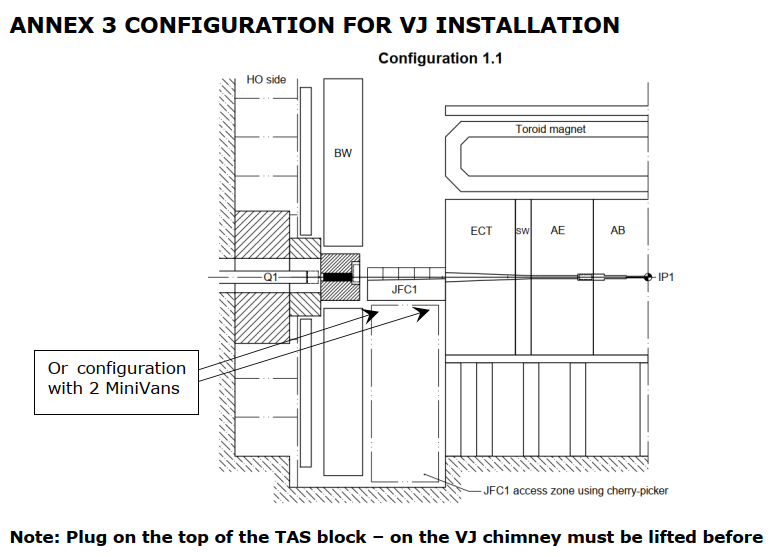 ANNEX 3 CONFIGURATION FOR VJ INSTALLATION
Configuration 1.1
HO side
Toroid magnet
BW
ECT
sw
AE
AB
Q1
JFC1
IP1
Or configuration
with 2 MiniVans
JFC1 access zone using cherry-picker
Note: Plug on the top of the TAS block – on the VJ chimney must be lifted before